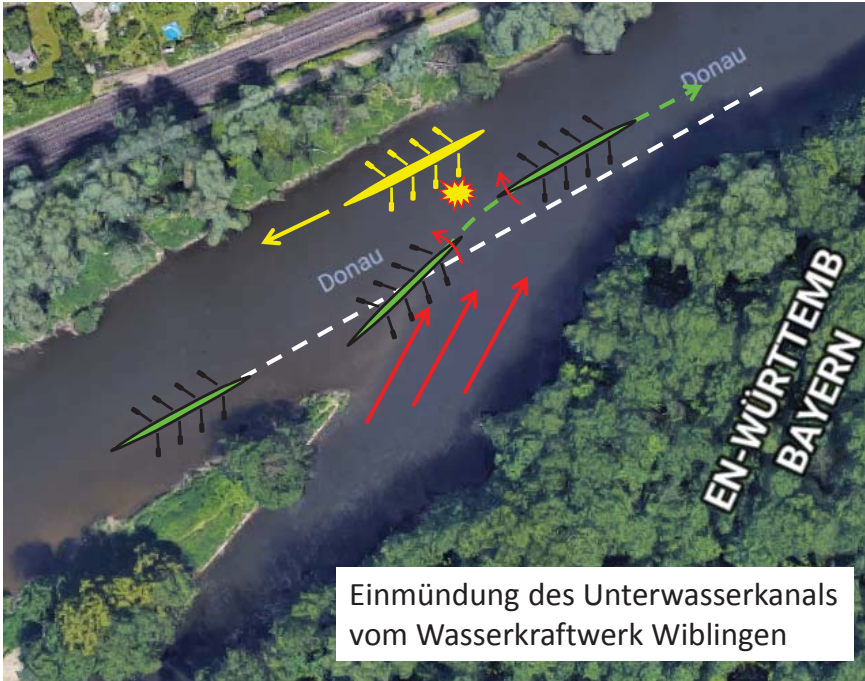 Donau
Donau
EN-WÜRTTEMB
BAYERN
Einmündung des Unterwasserkanals
vom Wasserkraftwerk Wiblingen